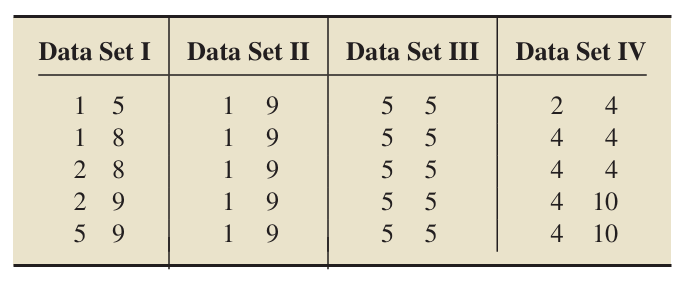 Data Set I Data Set II Data Set III Data Set IV
1 5 1 9 5 5 2 4
1 8 1 9 5 5 4 4
2 8 1 9 5 5 4 4
2 9 1 9 5 5 4 10
5 9 1 9 5 5 4 10